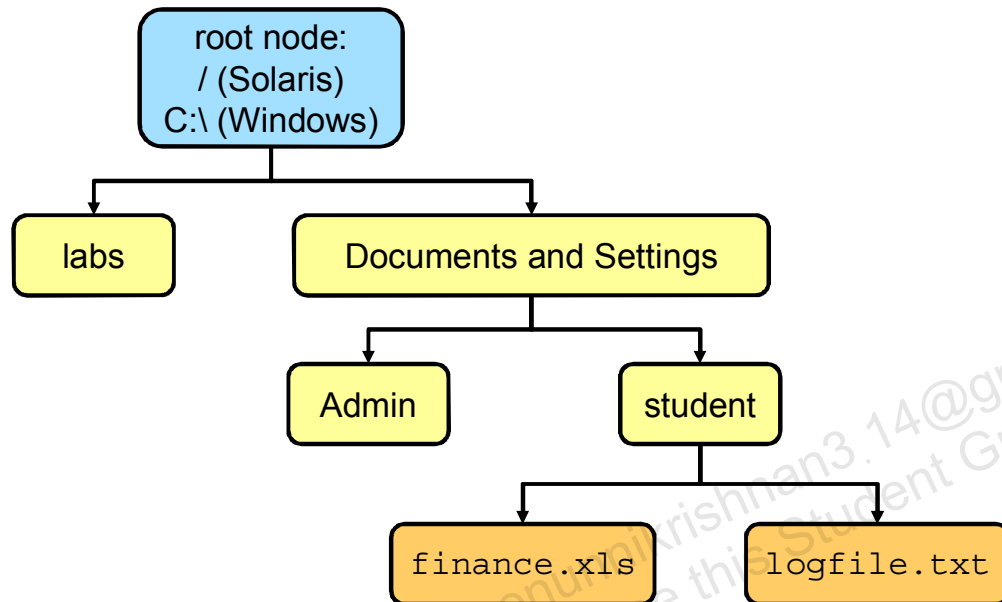 root node:
/ (Solaris)
C:\ (Windows)
labs
Documents and Settings
Admin
student
finance.xls
logfile.txt